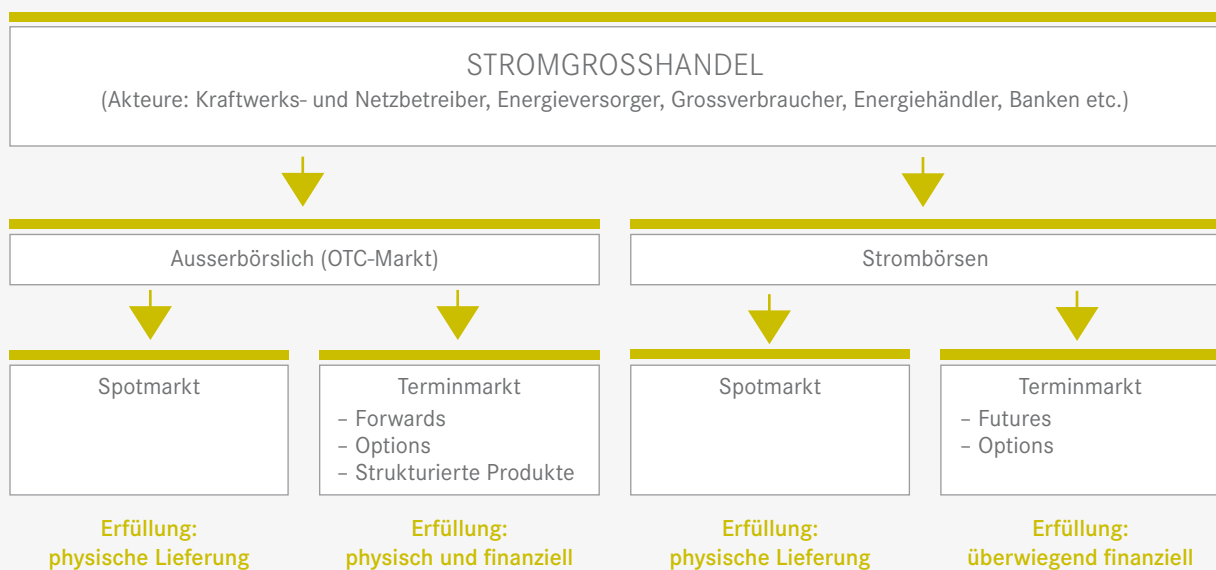 STROMGROSSHANDEL
(Akteure: Kraftwerks- und Netzbetreiber, Energieversorger, Grossverbraucher, Energiehändler, Banken etc.)
Ausserbörslich (OTC-Markt)
Strombörsen
Spotmarkt
Terminmarkt
– Forwards
– Options
– Strukturierte Produkte
Spotmarkt
Terminmarkt
– Futures
– Options
Erfüllung:
physische Lieferung
Erfüllung:
physisch und finanziell
Erfüllung:
physische Lieferung
Erfüllung:
überwiegend finanziell